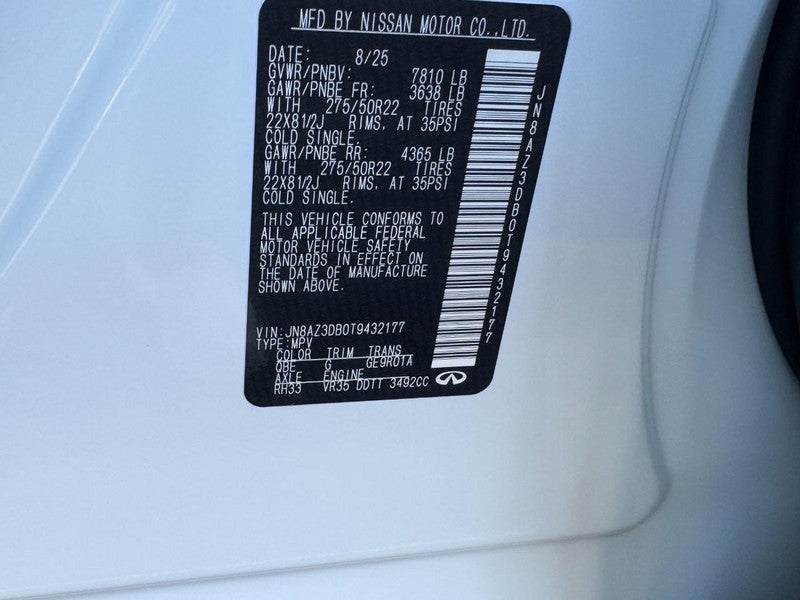 MFD BY NISSAN MOTOR CO.,LTD.
DATE: 8/25
GVWR/PNBV: 7810 LB
GAWR/PNBE FR: 3638 LB
WITH 275/50R22 TIRES
22X81/2J RIMS. AT 35PSI
COLD SINGLE.
GAWR/PNBE RR: 4365 LB
WITH 275/50R22 TIRES
22X81/2J RIMS. AT 35PSI
COLD SINGLE.
THIS VEHICLE CONFORMS TO
ALL APPLICABLE FEDERAL
MOTOR VEHICLE SAFETY
STANDARDS IN EFFECT ON
THE DATE OF MANUFACTURE
SHOWN ABOVE.
VIN: JN8AZ3DB0T9432177
TYPE: MPV
COLOR TRIM TRANS
QBE G GE9R01A
AXLE ENGINE
RH33 VR35 DDTT 3492CC
JN8AZ3DB0T9432177